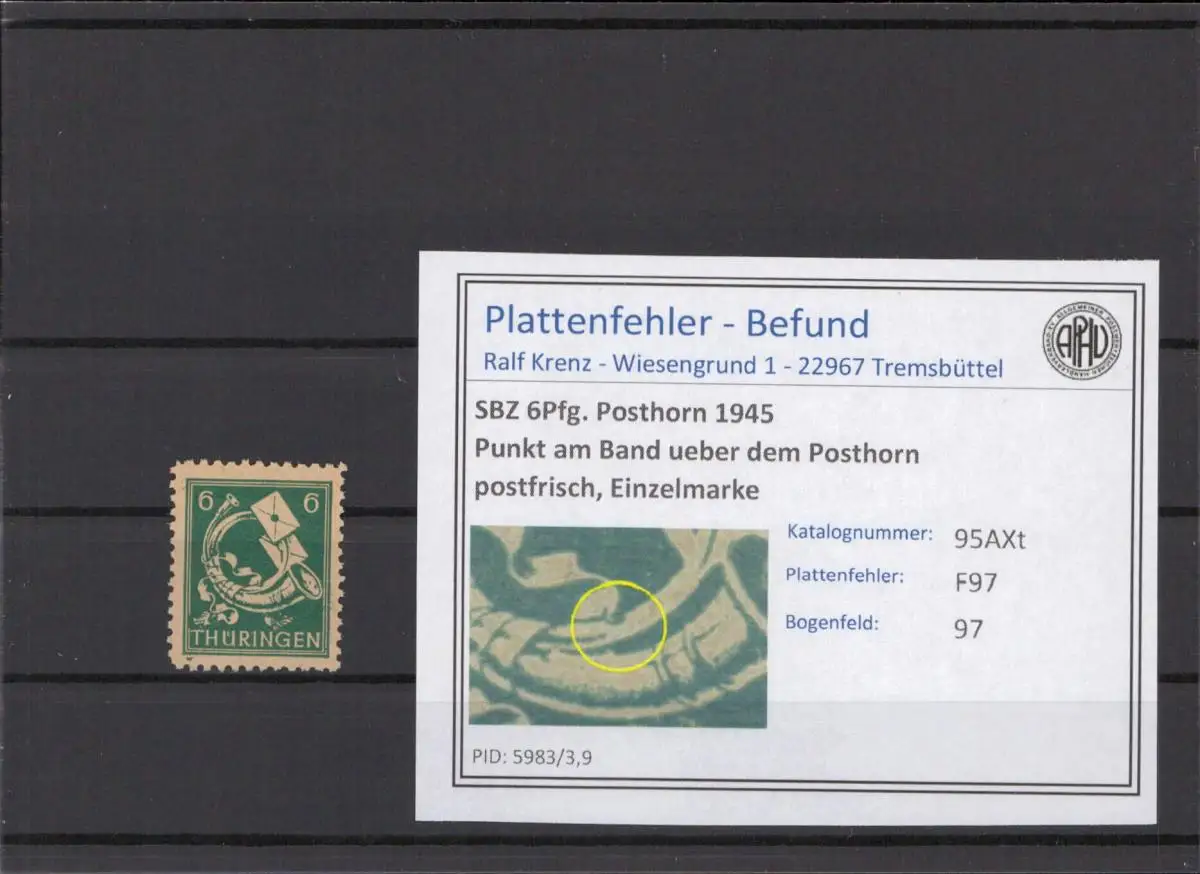 6 6
THÜRINGEN
Plattenfehler - Befund
Ralf Krenz - Wiesengrund 1 - 22967 Tremsbüttel
APHV
SBZ 6Pfg. Posthorn 1945
Punkt am Band ueber dem Posthorn
postfrisch, Einzelmarke
Katalognummer: 95AXt
Plattenfehler: F97
Bogenfeld: 97
PID: 5983/3,9